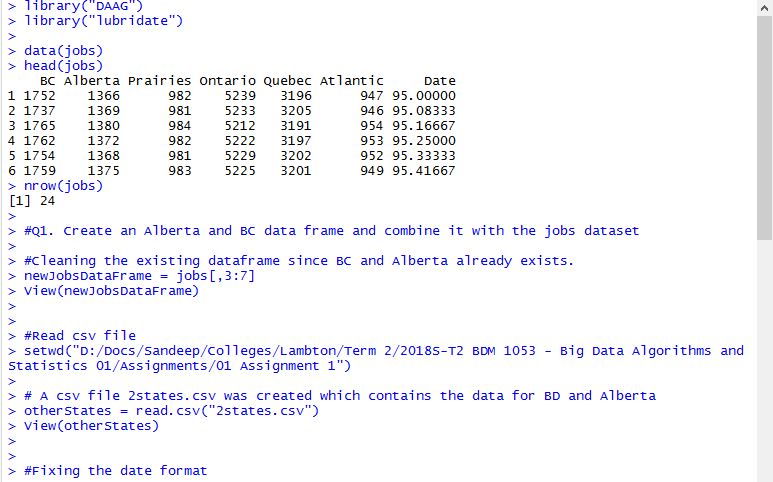 > library("DAAG")
> library("lubridate")
>
> data(jobs)
> head(jobs)
    BC Alberta Prairies Ontario Quebec Atlantic     Date
1 1752    1366      982    5239   3196      947 95.00000
2 1737    1369      981    5233   3205      946 95.08333
3 1765    1380      984    5212   3191      954 95.16667
4 1762    1372      982    5222   3197      953 95.25000
5 1754    1368      981    5229   3202      952 95.33333
6 1759    1375      983    5225   3201      949 95.41667
> nrow(jobs)
[1] 24
>
> #Q1. Create an Alberta and BC data frame and combine it with the jobs dataset
>
> #Cleaning the existing dataframe since BC and Alberta already exists.
> newJobsDataFrame = jobs[,3:7]
> View(newJobsDataFrame)
>
>
> #Read csv file
> setwd("D:/Docs/Sandeep/Colleges/Lambton/Term 2/2018S-T2 BDM 1053 - Big Data Algorithms and
Statistics 01/Assignments/01 Assignment 1")
>
> # A csv file 2states.csv was created which contains the data for BD and Alberta
> otherStates = read.csv("2states.csv")
> View(otherStates)
>
>
> #Fixing the date format